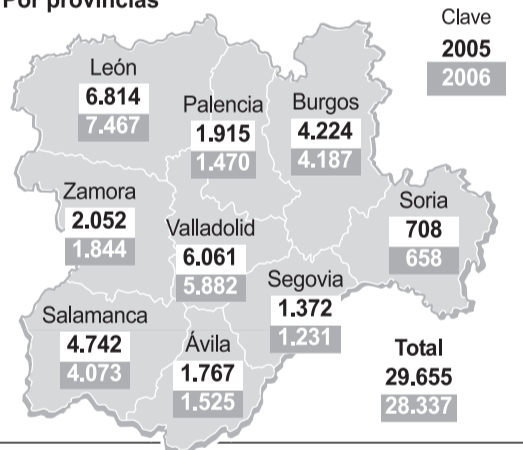 Por provincias
Clave
2005
2006
León
6.814
7.467
Palencia
1.915
1.470
Burgos
4.224
4.187
Zamora
2.052
1.844
Valladolid
6.061
5.882
Soria
708
658
Segovia
1.372
1.231
Salamanca
4.742
4.073
Ávila
1.767
1.525
Total
29.655
28.337